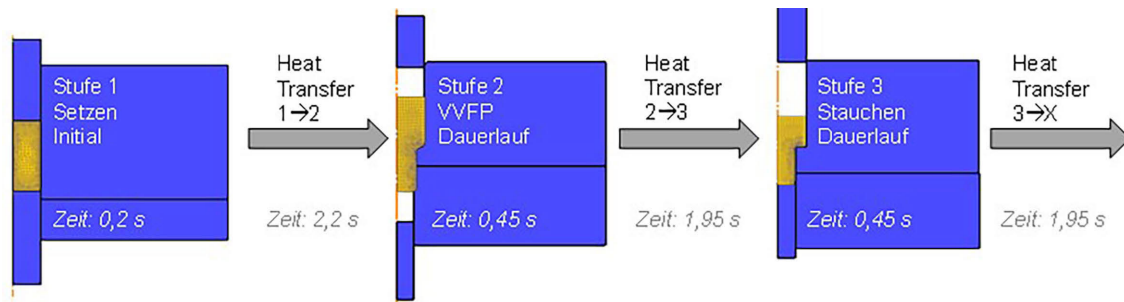 Stufe 1
Setzen
Initial
Zeit: 0,2 s
Heat
Transfer
1→2
Zeit: 2,2 s
Stufe 2
VVFP
Dauerlauf
Zeit: 0,45 s
Heat
Transfer
2→3
Zeit: 1,95 s
Stufe 3
Stauchen
Dauerlauf
Zeit: 0,45 s
Heat
Transfer
3→X
Zeit: 1,95 s